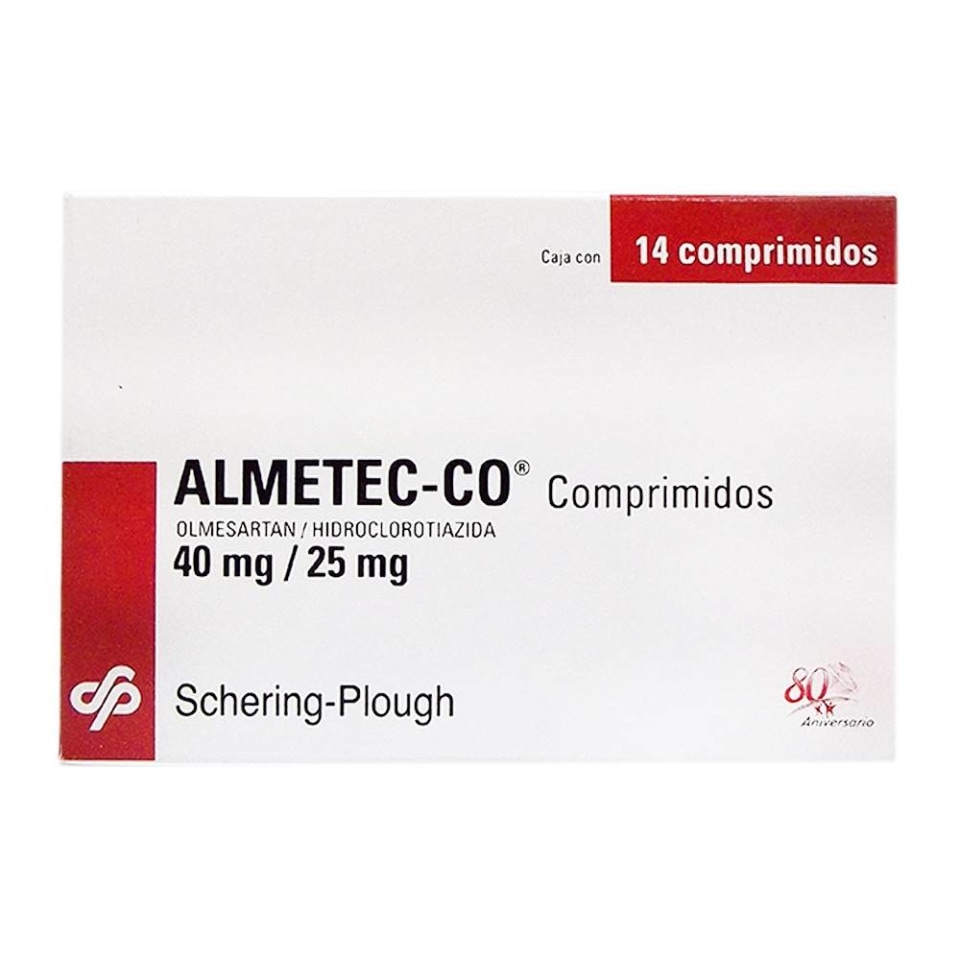 Caja con 14 comprimidos
ALMETEC-CO® Comprimidos
OLMESARTAN / HIDROCLOROTIAZIDA
40 mg / 25 mg
Schering-Plough
80
Aniversario